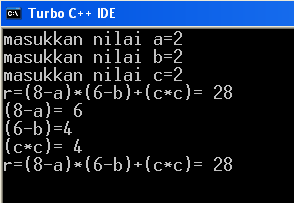 Turbo C++ IDE
masukkan nilai a=2
masukkan nilai b=2
masukkan nilai c=2
r=(8-a)*(6-b)+(c*c)= 28
(8-a)= 6
(6-b)=4
(c*c)= 4
r=(8-a)*(6-b)+(c*c)= 28